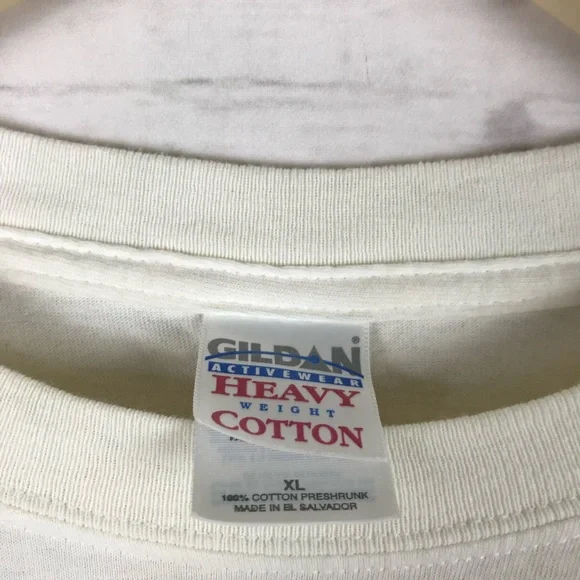 GILDAN®
ACTIVEWEAR
HEAVY
WEIGHT
COTTON
XL
100% COTTON PRESHRUNK
MADE IN EL SALVADOR